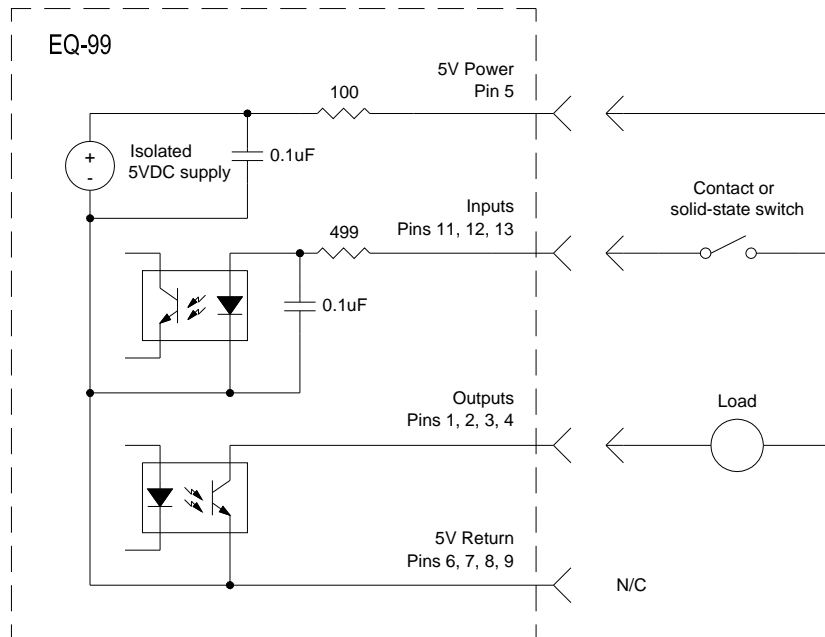 EQ-99
5V Power
Pin 5
100
+
-
Isolated
5VDC supply
0.1uF
Contact or
solid-state switch
Inputs
Pins 11, 12, 13
499
0.1uF
Outputs
Pins 1, 2, 3, 4
Load
5V Return
Pins 6, 7, 8, 9
N/C